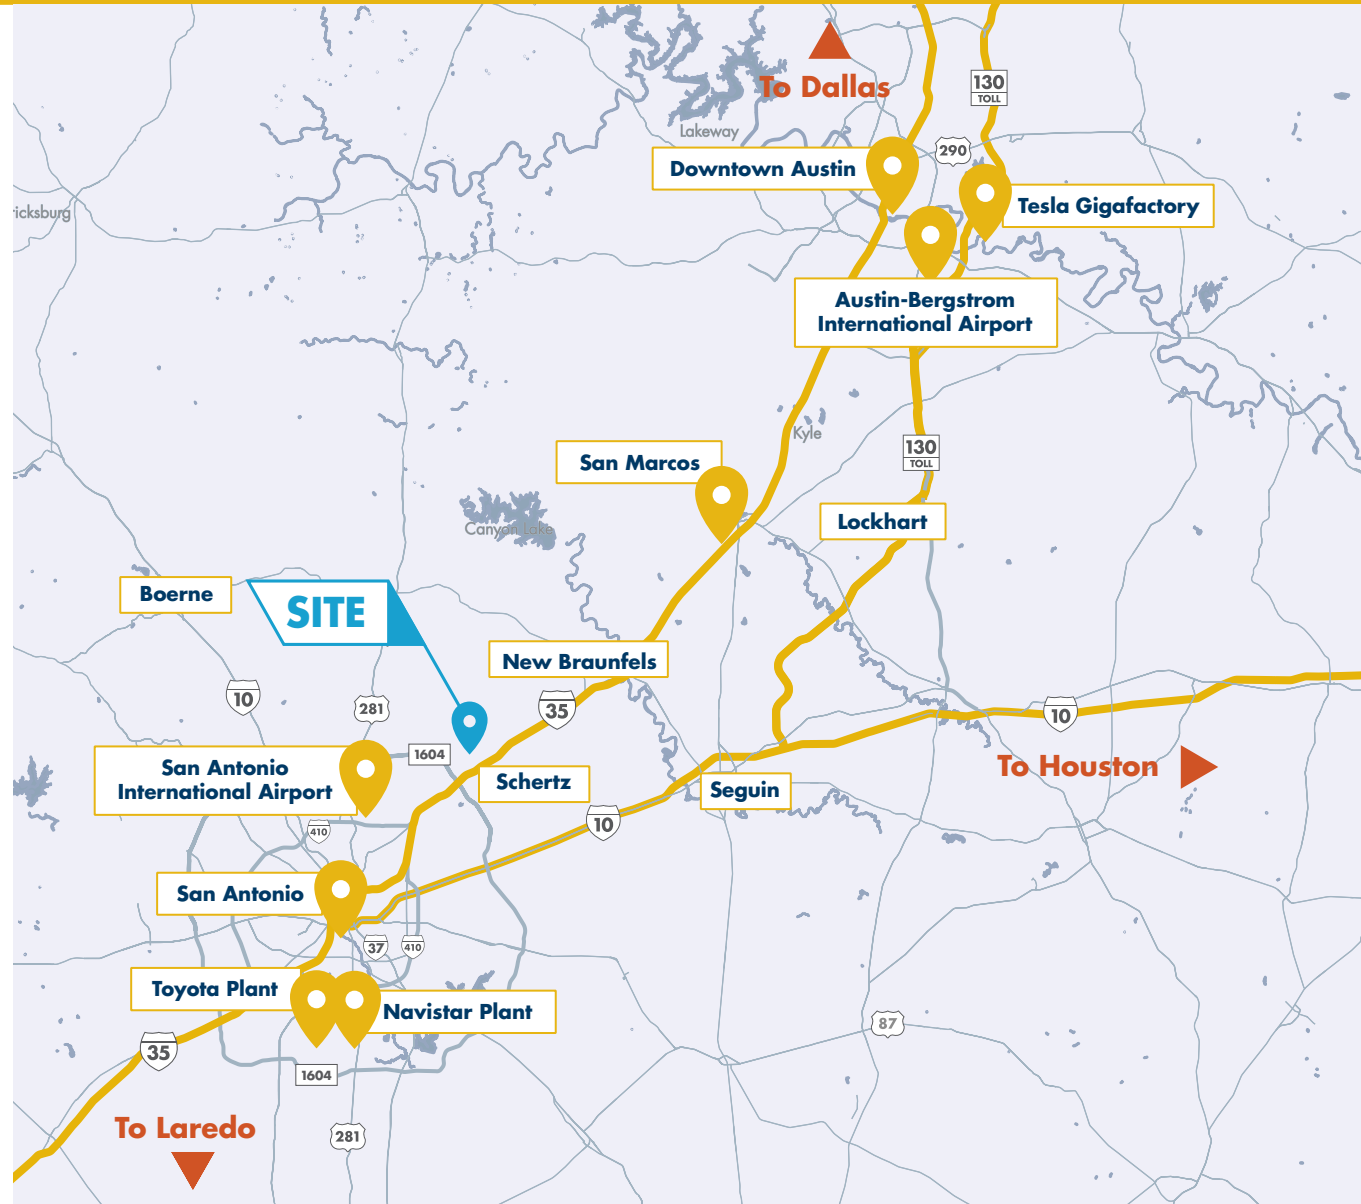 To Dallas
130
TOLL
Lakeway
290
Downtown Austin
Tesla Gigafactory
ricksburg
Austin-Bergstrom
International Airport
Kyle
130
TOLL
San Marcos
Lockhart
Canyon Lake
Boerne
SITE
New Braunfels
10
281
35
10
1604
To Houston
San Antonio
International Airport
Schertz
Seguin
410
10
San Antonio
37
410
Toyota Plant
Navistar Plant
87
35
1604
To Laredo
281